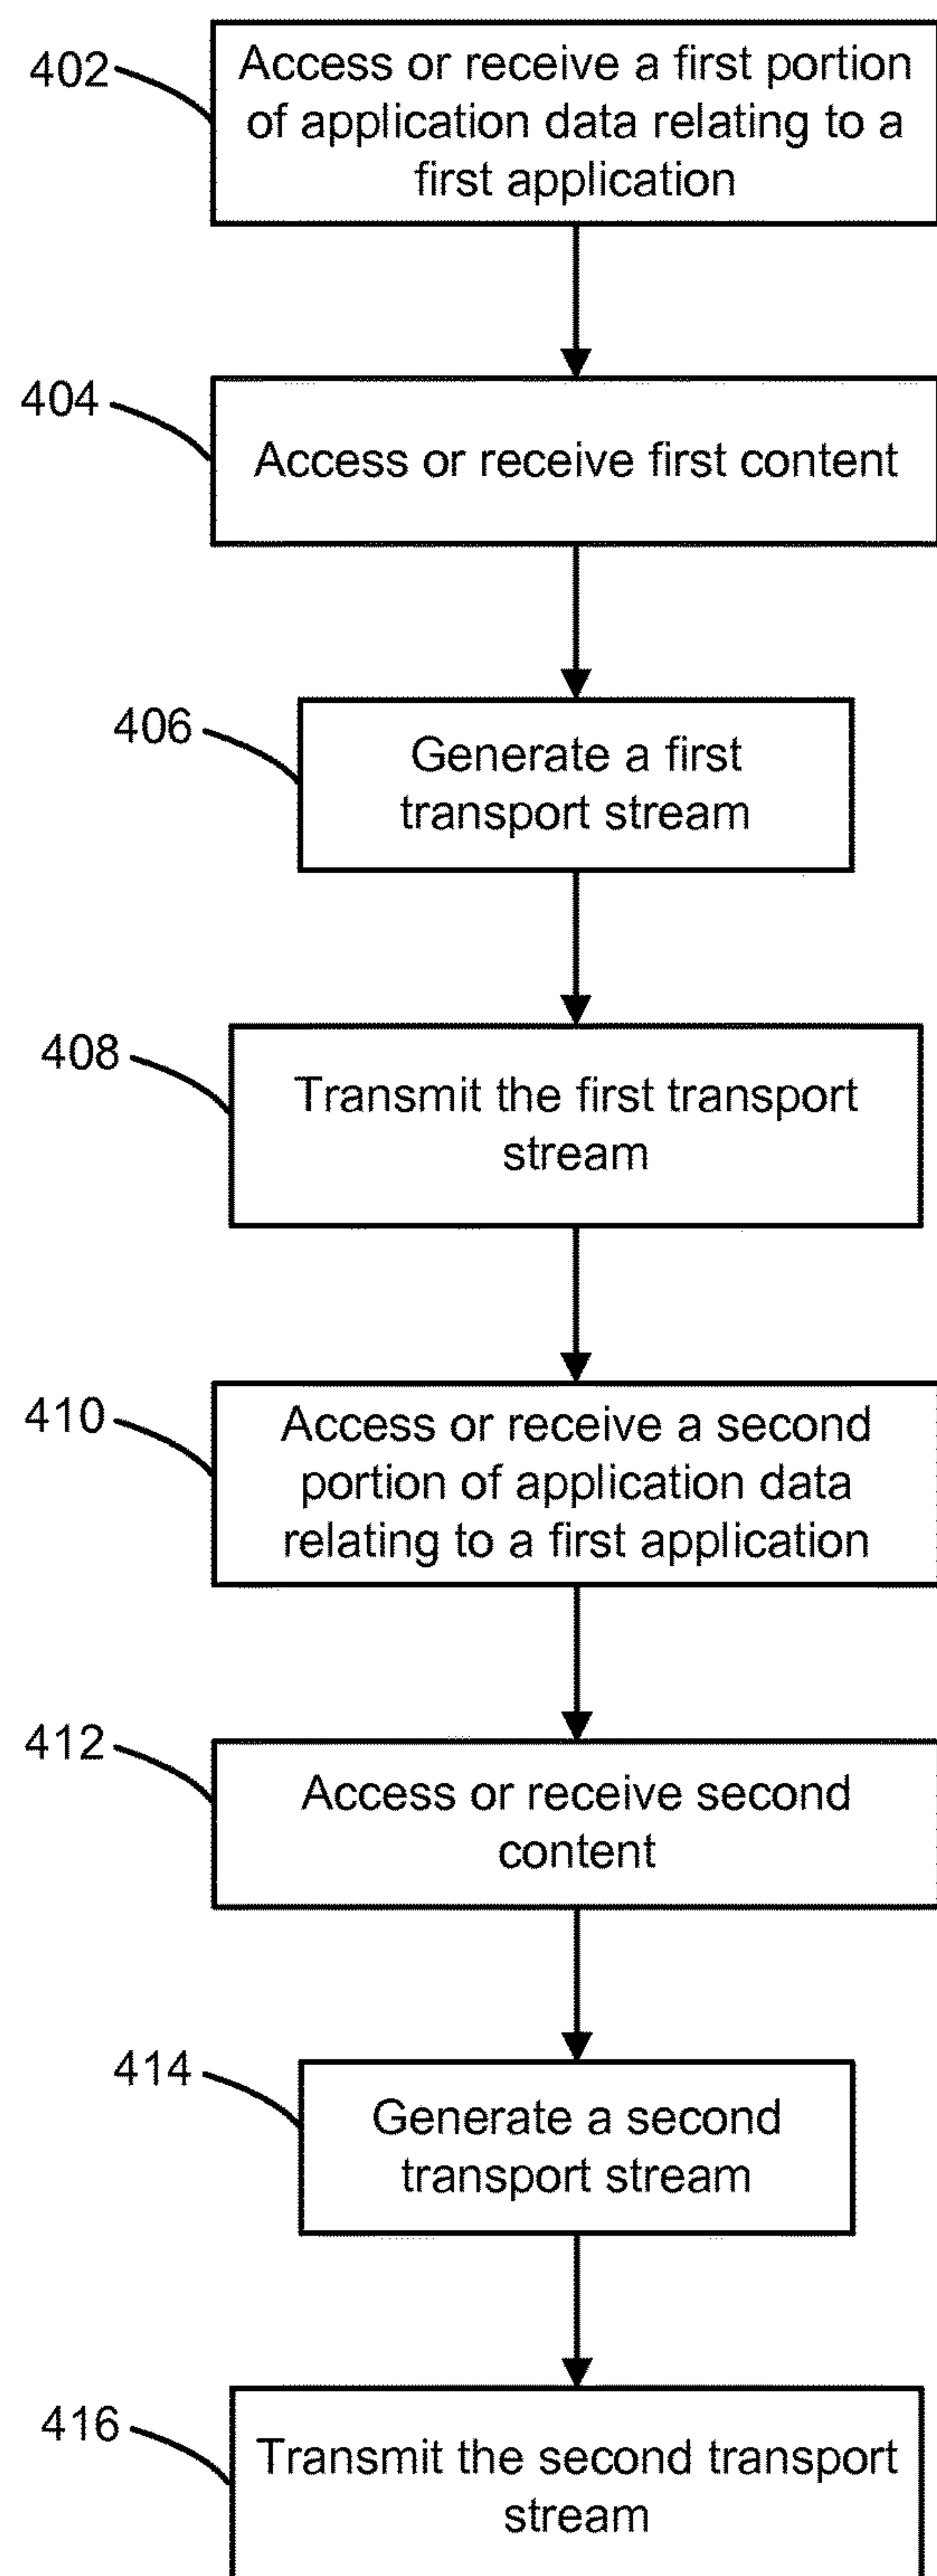 402
Access or receive a first portion
of application data relating to a
first application
404
Access or receive first content
406
Generate a first
transport stream
408
Transmit the first transport
stream
410
Access or receive a second
portion of application data
relating to a first application
412
Access or receive second
content
414
Generate a second
transport stream
416
Transmit the second transport
stream